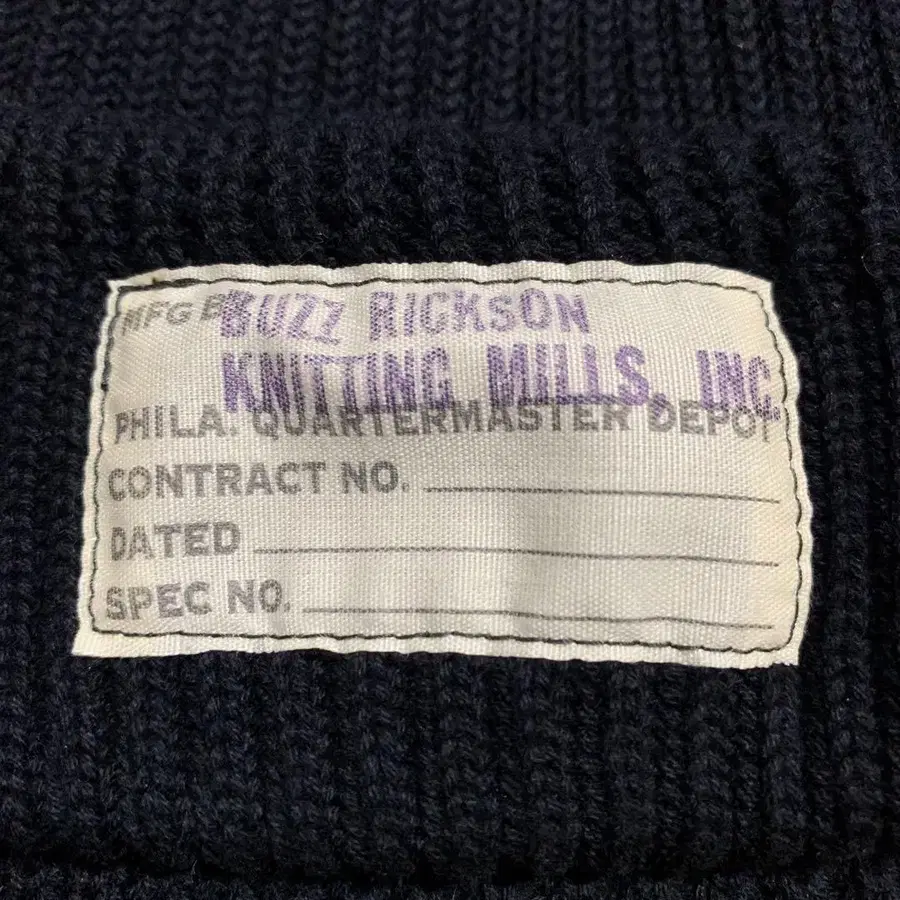 MFG BY BUZZ RICKSON
KNITTING MILLS, INC.
PHILA. QUARTERMASTER DEPOT
CONTRACT NO.
DATED
SPEC NO.